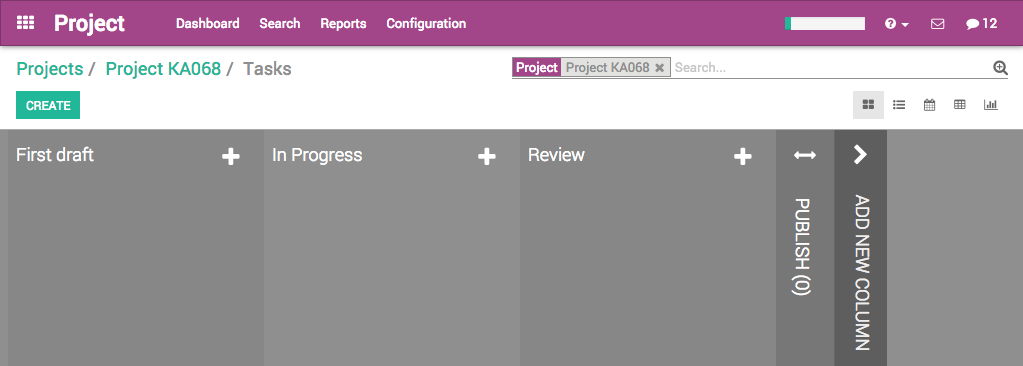 Project Dashboard Search Reports Configuration 12
Projects / Project KA068 / Tasks
Project Project KA068 Search...
CREATE
First draft In Progress Review
PUBLISH (0)
ADD NEW COLUMN